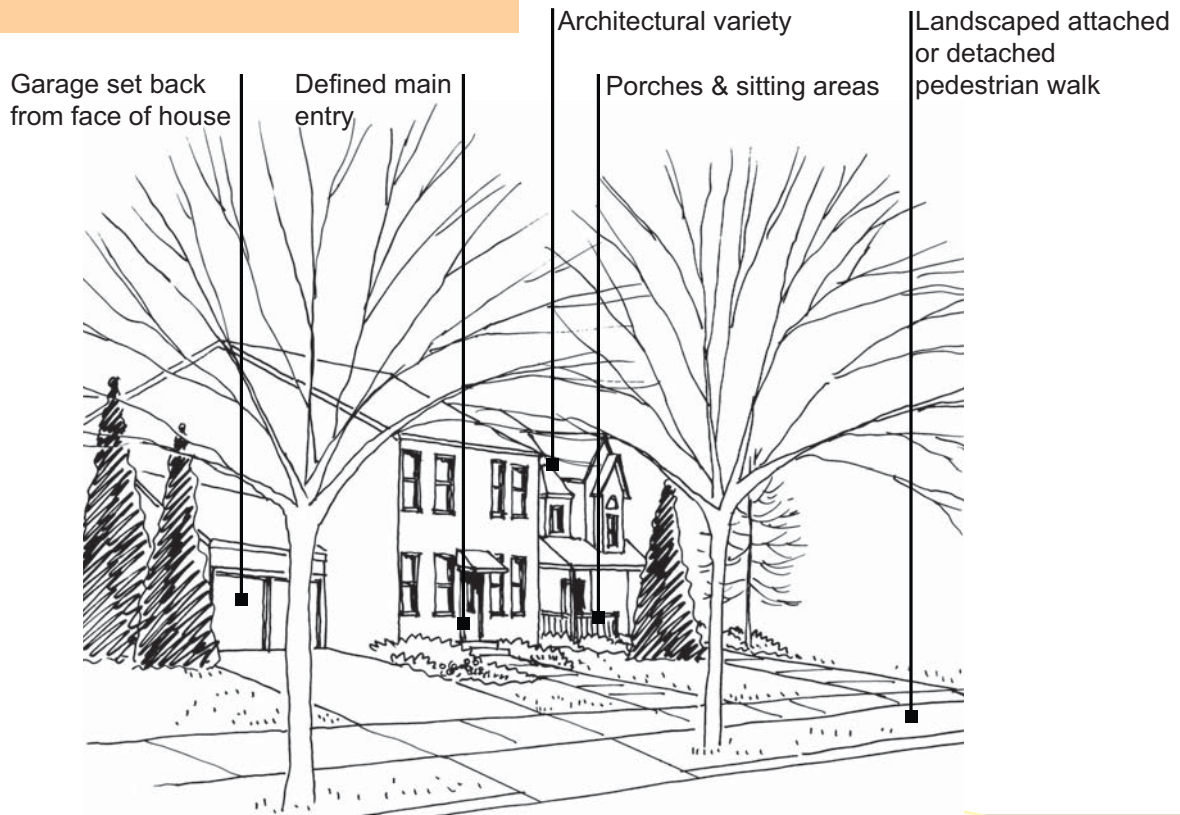 Architectural variety
Landscaped attached
or detached
pedestrian walk
Garage set back
from face of house
Defined main
entry
Porches & sitting areas